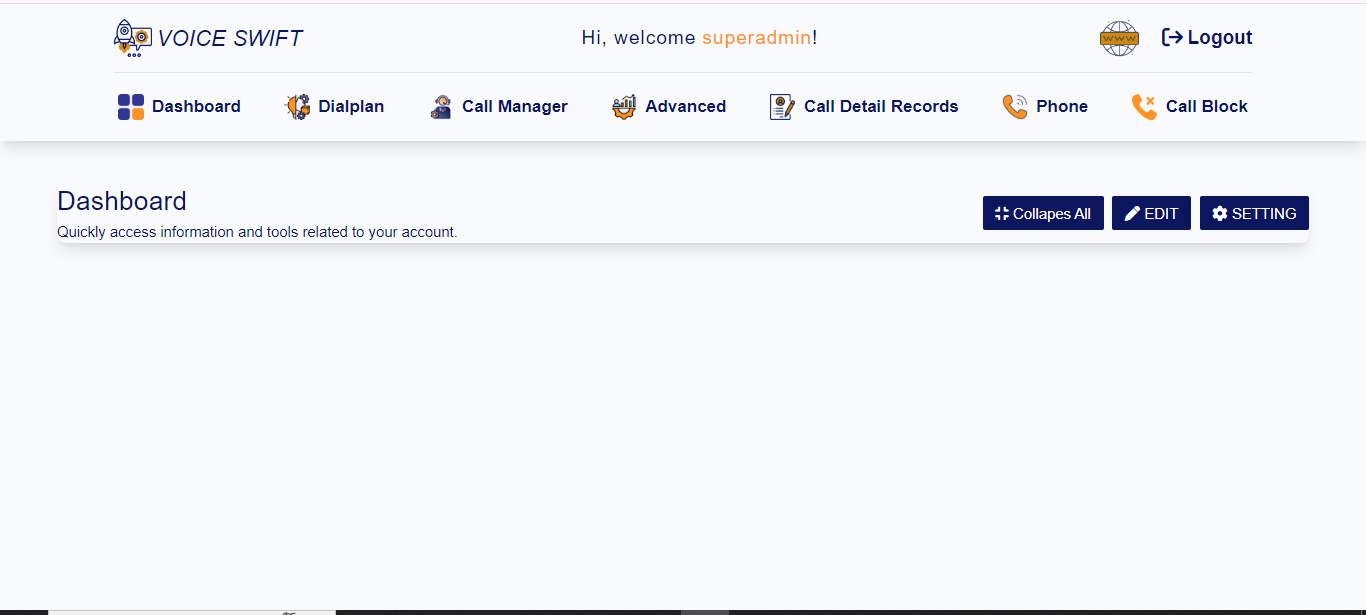 VOICE SWIFT
Hi, welcome superadmin!
WWW
Logout
Dashboard
Dialplan
Call Manager
Advanced
Call Detail Records
Phone
Call Block
Dashboard
Quickly access information and tools related to your account.
Collapes All
EDIT
SETTING